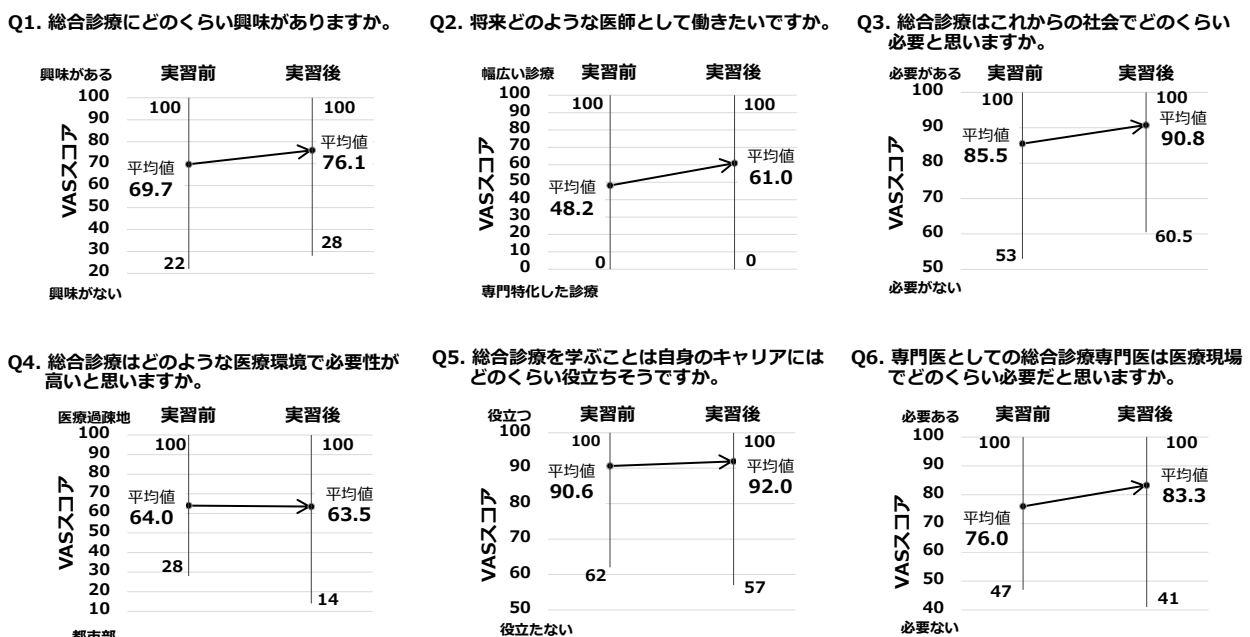 Q1. 総合診療にどのくらい興味がありますか。
興味がある 実習前 実習後
100
90
80
70
60
50
40
30
20
VASスコア
100 100
平均値
69.7
平均値
76.1
22
28
興味がない
Q2. 将来どのような医師として働きたいですか。
幅広い診療 実習前 実習後
100
90
80
70
60
50
40
30
20
10
0
VASスコア
100 100
平均値
48.2
平均値
61.0
0 0
専門特化した診療
Q3. 総合診療はこれからの社会でどのくらい
必要と思いますか。
必要がある 実習前 実習後
100
90
80
70
60
50
VASスコア
100 100
平均値
85.5
平均値
90.8
53
60.5
必要がない
Q4. 総合診療はどのような医療環境で必要性が
高いと思いますか。
医療過疎地 実習前 実習後
100
90
80
70
60
50
40
30
20
10
VASスコア
100 100
平均値
64.0
平均値
63.5
28
14
都市部
Q5. 総合診療を学ぶことは自身のキャリアには
どのくらい役立ちそうですか。
役立つ 実習前 実習後
100
90
80
70
60
50
VASスコア
100 100
平均値
90.6
平均値
92.0
62
57
役立たない
Q6. 専門医としての総合診療専門医は医療現場
でどのくらい必要だと思いますか。
必要ある 実習前 実習後
100
90
80
70
60
50
40
VASスコア
100 100
平均値
76.0
平均値
83.3
47
41
必要ない